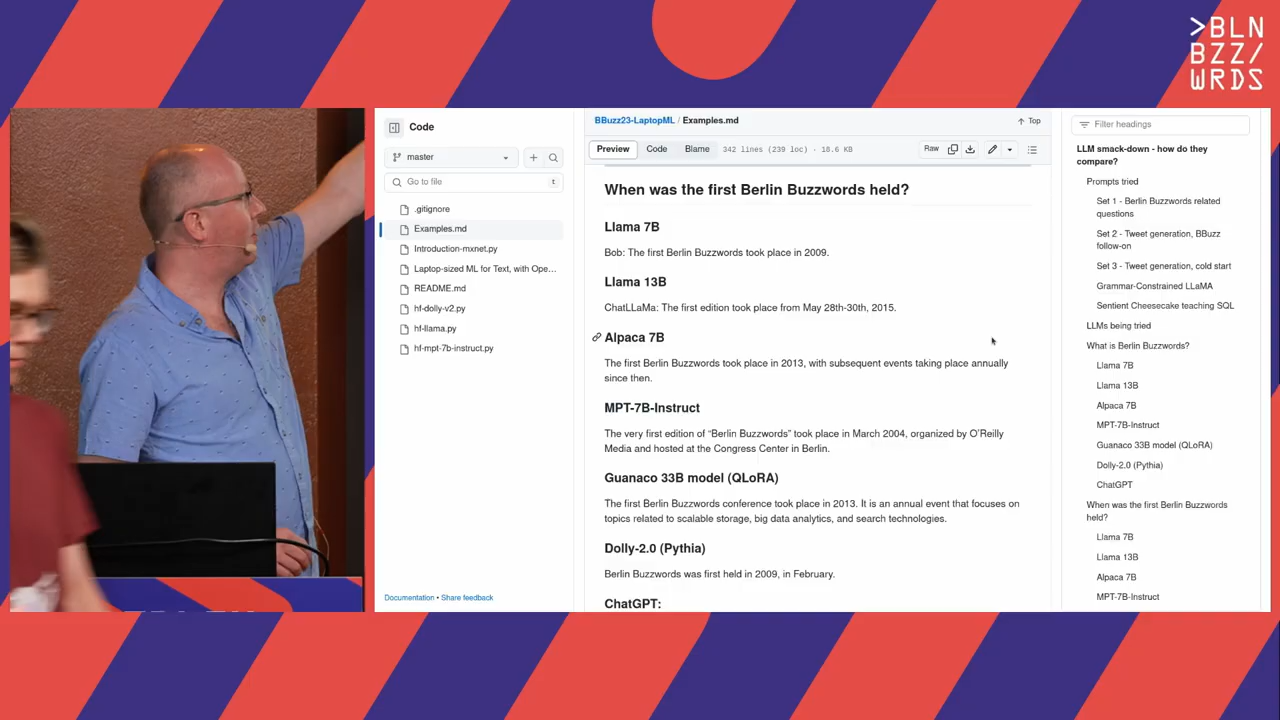 >BLN
BZZ/
WRDS
Code
master
Go to file
t
.gitignore
Examples.md
Introduction-mxnet.py
Laptop-sized ML for Text, with Ope...
README.md
hf-dolly-v2.py
hf-llama.py
hf-mpt-7b-instruct.py
Documentation • Share feedback
BBuzz23-LaptopML / Examples.md
Top
Preview Code Blame 342 lines (239 loc) · 18.6 KB
Raw
When was the first Berlin Buzzwords held?
Llama 7B
Bob: The first Berlin Buzzwords took place in 2009.
Llama 13B
ChatLLaMa: The first edition took place from May 28th-30th, 2015.
Alpaca 7B
The first Berlin Buzzwords took place in 2013, with subsequent events taking place annually
since then.
MPT-7B-Instruct
The very first edition of “Berlin Buzzwords” took place in March 2004, organized by O’Reilly
Media and hosted at the Congress Center in Berlin.
Guanaco 33B model (QLoRA)
The first Berlin Buzzwords conference took place in 2013. It is an annual event that focuses on
topics related to scalable storage, big data analytics, and search technologies.
Dolly-2.0 (Pythia)
Berlin Buzzwords was first held in 2009, in February.
ChatGPT:
Filter headings
LLM smack-down - how do they
compare?
Prompts tried
Set 1 - Berlin Buzzwords related
questions
Set 2 - Tweet generation, BBuzz
follow-on
Set 3 - Tweet generation, cold start
Grammar-Constrained LLaMA
Sentient Cheesecake teaching SQL
LLMs being tried
What is Berlin Buzzwords?
Llama 7B
Llama 13B
Alpaca 7B
MPT-7B-Instruct
Guanaco 33B model (QLoRA)
Dolly-2.0 (Pythia)
ChatGPT
When was the first Berlin Buzzwords
held?
Llama 7B
Llama 13B
Alpaca 7B
MPT-7B-Instruct